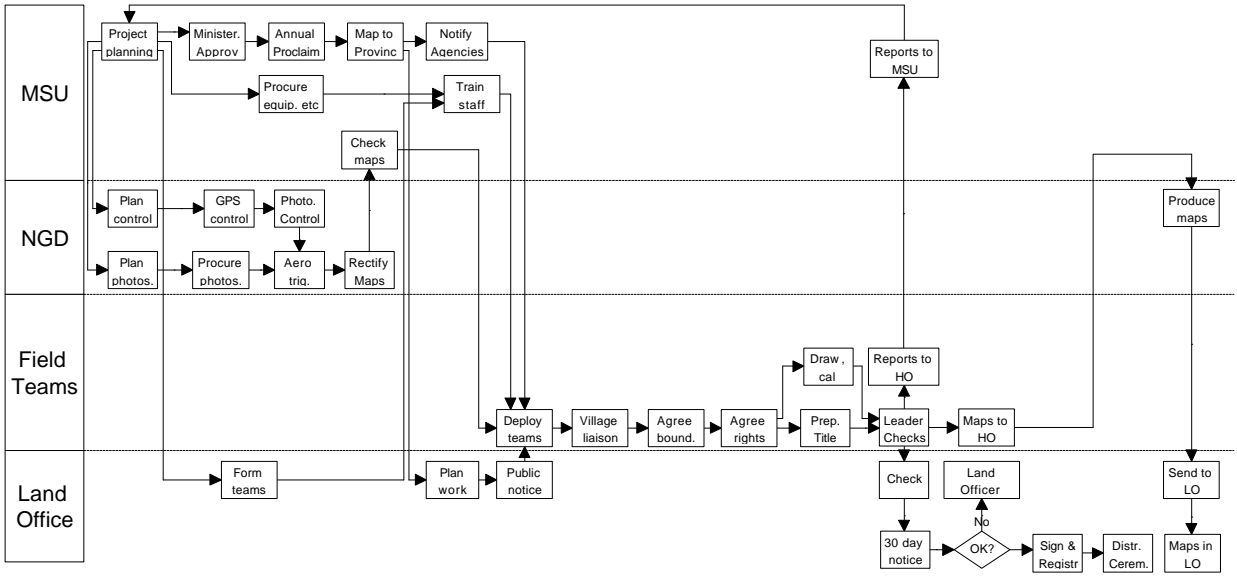 MSU
Project
planning
Minister.
Approv
Annual
Proclaim
Map to
Provinc
Notify
Agencies
Reports to
MSU
Procure
equip. etc
Train
staff
Check
maps
NGD
Plan
control
GPS
control
Photo.
Control
Produce
maps
Plan
photos.
Procure
photos.
Aero
trig.
Rectify
Maps
Field
Teams
Draw ,
cal
Reports to
HO
Deploy
teams
Village
liaison
Agree
bound.
Agree
rights
Prep.
Title
Leader
Checks
Maps to
HO
Land
Office
Form
teams
Plan
work
Public
notice
Check
Land
Officer
Send to
LO
No
30 day
notice
OK?
Sign &
Registr
Distr.
Cerem.
Maps in
LO